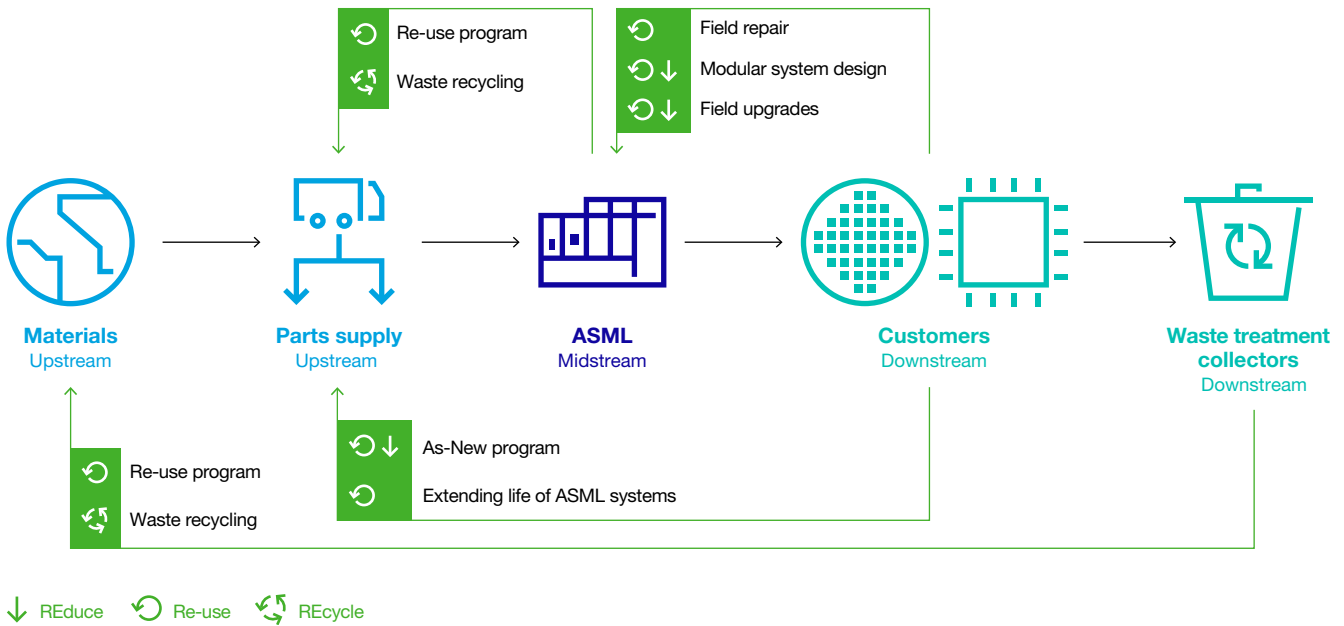 Re-use program
Waste recycling
Field repair
Modular system design
Field upgrades
Materials
Upstream
Parts supply
Upstream
ASML
Midstream
Customers
Downstream
Waste treatment
collectors
Downstream
Re-use program
Waste recycling
As-New program
Extending life of ASML systems
REduce
Re-use
REcycle